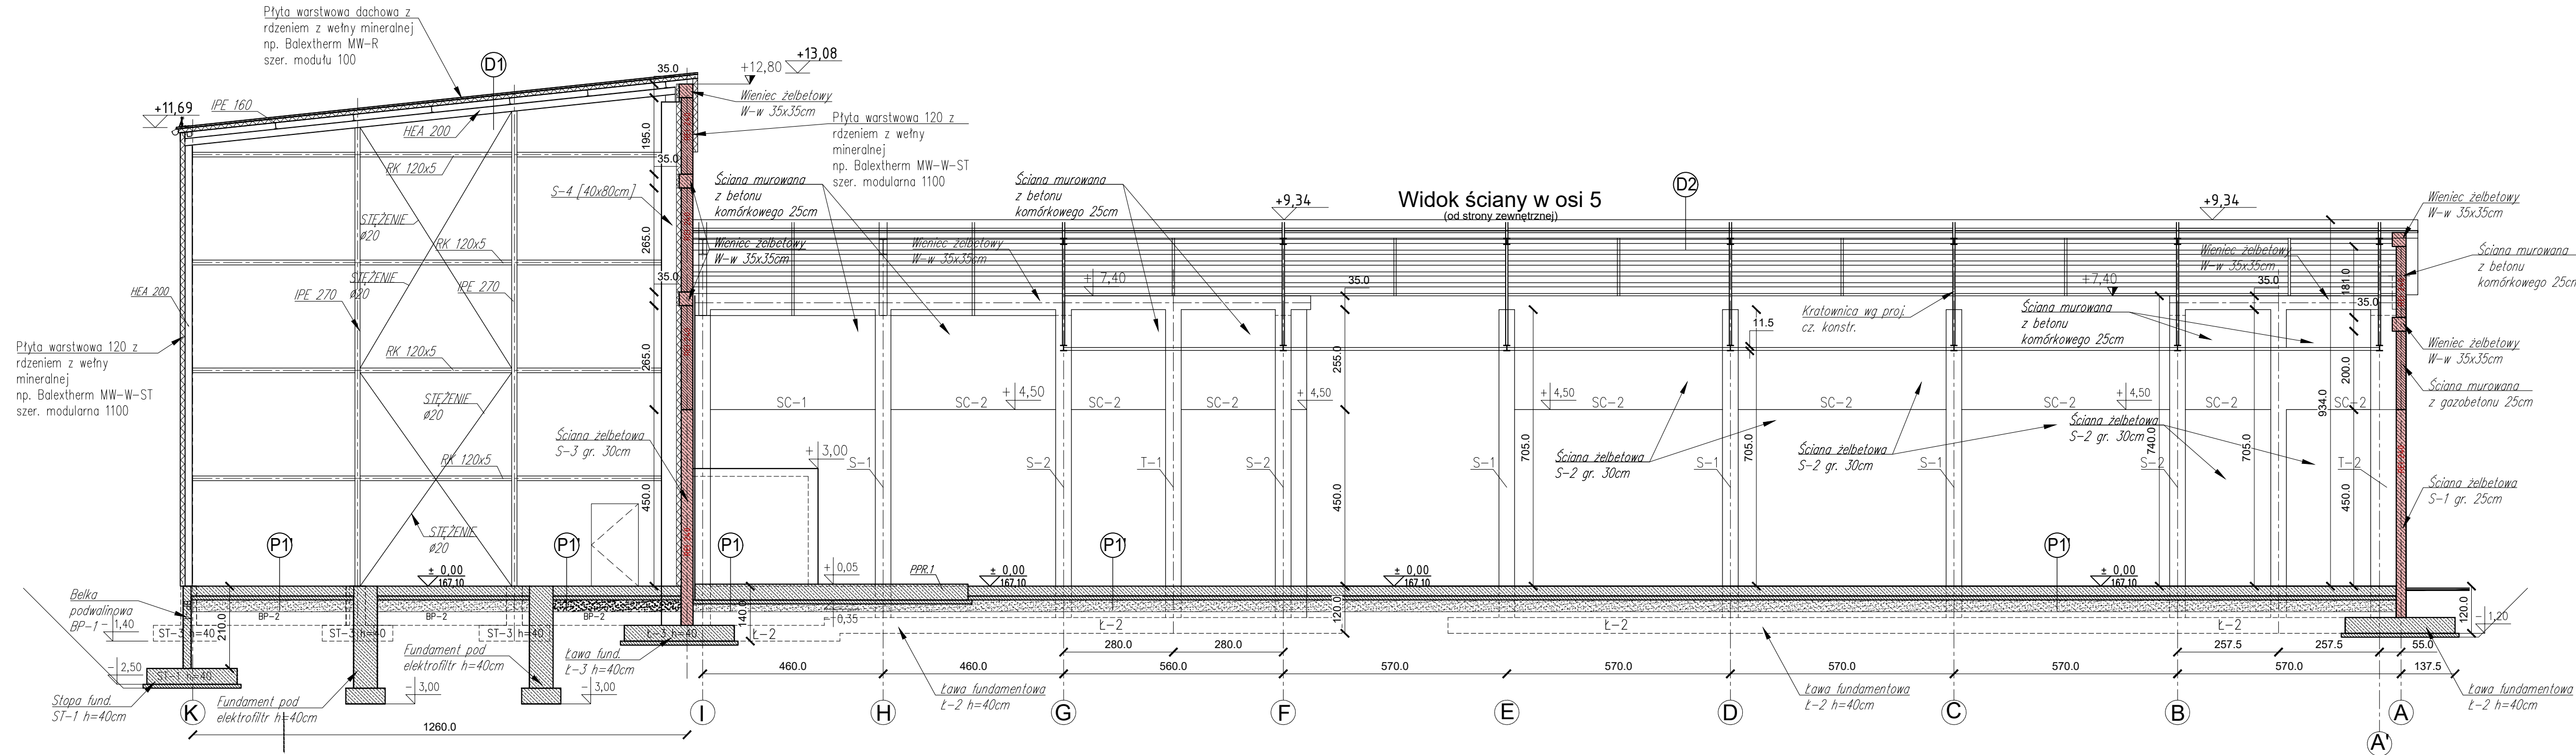 Płyta warstwowa dachowa z
rdzeniem z wełny mineralnej
np. Balextherm MW-R
szer. modułu 100
D1
+13,08
+12,80
35.0
+11,69
IPE 160
HEA 200
Wieniec żelbetowy
W-w 35x35cm
Płyta warstwowa 120 z
rdzeniem z wełny
mineralnej
np. Balextherm MW-W-ST
szer. modularna 1100
195.0
35.0
RK 120x5
S-4 [40x80cm]
STĘŻENIE
ø20
265.0
RK 120x5
STĘŻENIE
ø20
35.0
HEA 200
IPE 270
IPE 270
Płyta warstwowa 120 z
rdzeniem z wełny
mineralnej
np. Balextherm MW-W-ST
szer. modularna 1100
RK 120x5
265.0
STĘŻENIE
ø20
Ściana żelbetowa
S-3 gr. 30cm
RK 120x5
450.0
STĘŻENIE
ø20
P1'
P1'
± 0,00
167,10
Belka
podwalinowa
BP-1
- 1,40
BP-2
BP-2
BP-2
ST-3 h=40
ST-3 h=40
ST-3 h=40
210.0
- 2,50
ST-1 h=40
Stopa fund.
ST-1 h=40cm
Fundament pod
elekrofiltr h=40cm
- 3,00
Fundament pod
elektrofiltr h=40cm
- 3,00
Ława fund.
Ł-3 h=40cm
Ł-3 h=40
140.0
Ł-2
K
1260.0
Ściana murowana
z betonu
komórkowego 25cm
Ściana murowana
z betonu
komórkowego 25cm
Wieniec żelbetowy
W-w 35x35cm
Wieniec żelbetowy
W-w 35x35cm
+ 7,40
+9,34
Widok ściany w osi 5
(od strony zewnętrznej)
D2
+9,34
Wieniec żelbetowy
W-w 35x35cm
Wieniec żelbetowy
W-w 35x35cm
Ściana murowana
z betonu
komórkowego 25cm
35.0
11.5
Kratownica wg proj.
cz. konstr.
+7,40
35.0
181.0
35.0
Ściana murowana
z betonu
komórkowego 25cm
Wieniec żelbetowy
W-w 35x35cm
255.0
200.0
934.0
Ściana murowana
z gazobetonu 25cm
SC-1
SC-2
+ 4,50
SC-2
SC-2
+ 4,50
+ 4,50
SC-2
SC-2
SC-2
+ 4,50
SC-2
SC-2
+ 3,00
S-1
S-2
T-1
S-2
S-1
S-1
S-1
S-2
T-2
450.0
705.0
705.0
740.0
705.0
450.0
Ściana żelbetowa
S-2 gr. 30cm
Ściana żelbetowa
S-2 gr. 30cm
Ściana żelbetowa
S-2 gr. 30cm
Ściana żelbetowa
S-1 gr. 25cm
P1
P1'
P1'
+ 0,05
PPR.1
± 0,00
167,10
± 0,00
167,10
± 0,00
167,10
- 0,35
120.0
120.0
- 1,20
Ł-2
Ł-2
Ł-2
280.0
280.0
257.5
257.5
55.0
460.0
460.0
560.0
570.0
570.0
570.0
570.0
570.0
137.5
Ława fundamentowa
Ł-2 h=40cm
Ława fundamentowa
Ł-2 h=40cm
Ława fundamentowa
Ł-2 h=40cm
I
H
G
F
E
D
C
B
A
A'